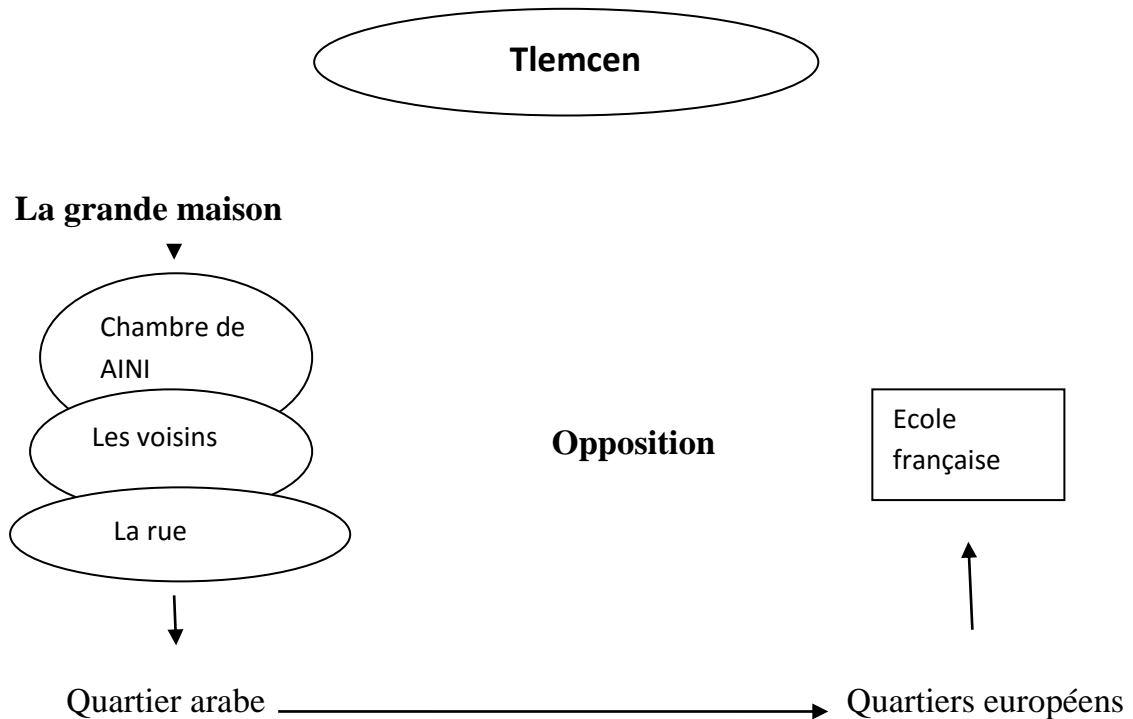 Tlemcen
La grande maison
Chambre de
AINI
Les voisins
La rue
Opposition
Ecole
française
Quartier arabe
Quartiers européens